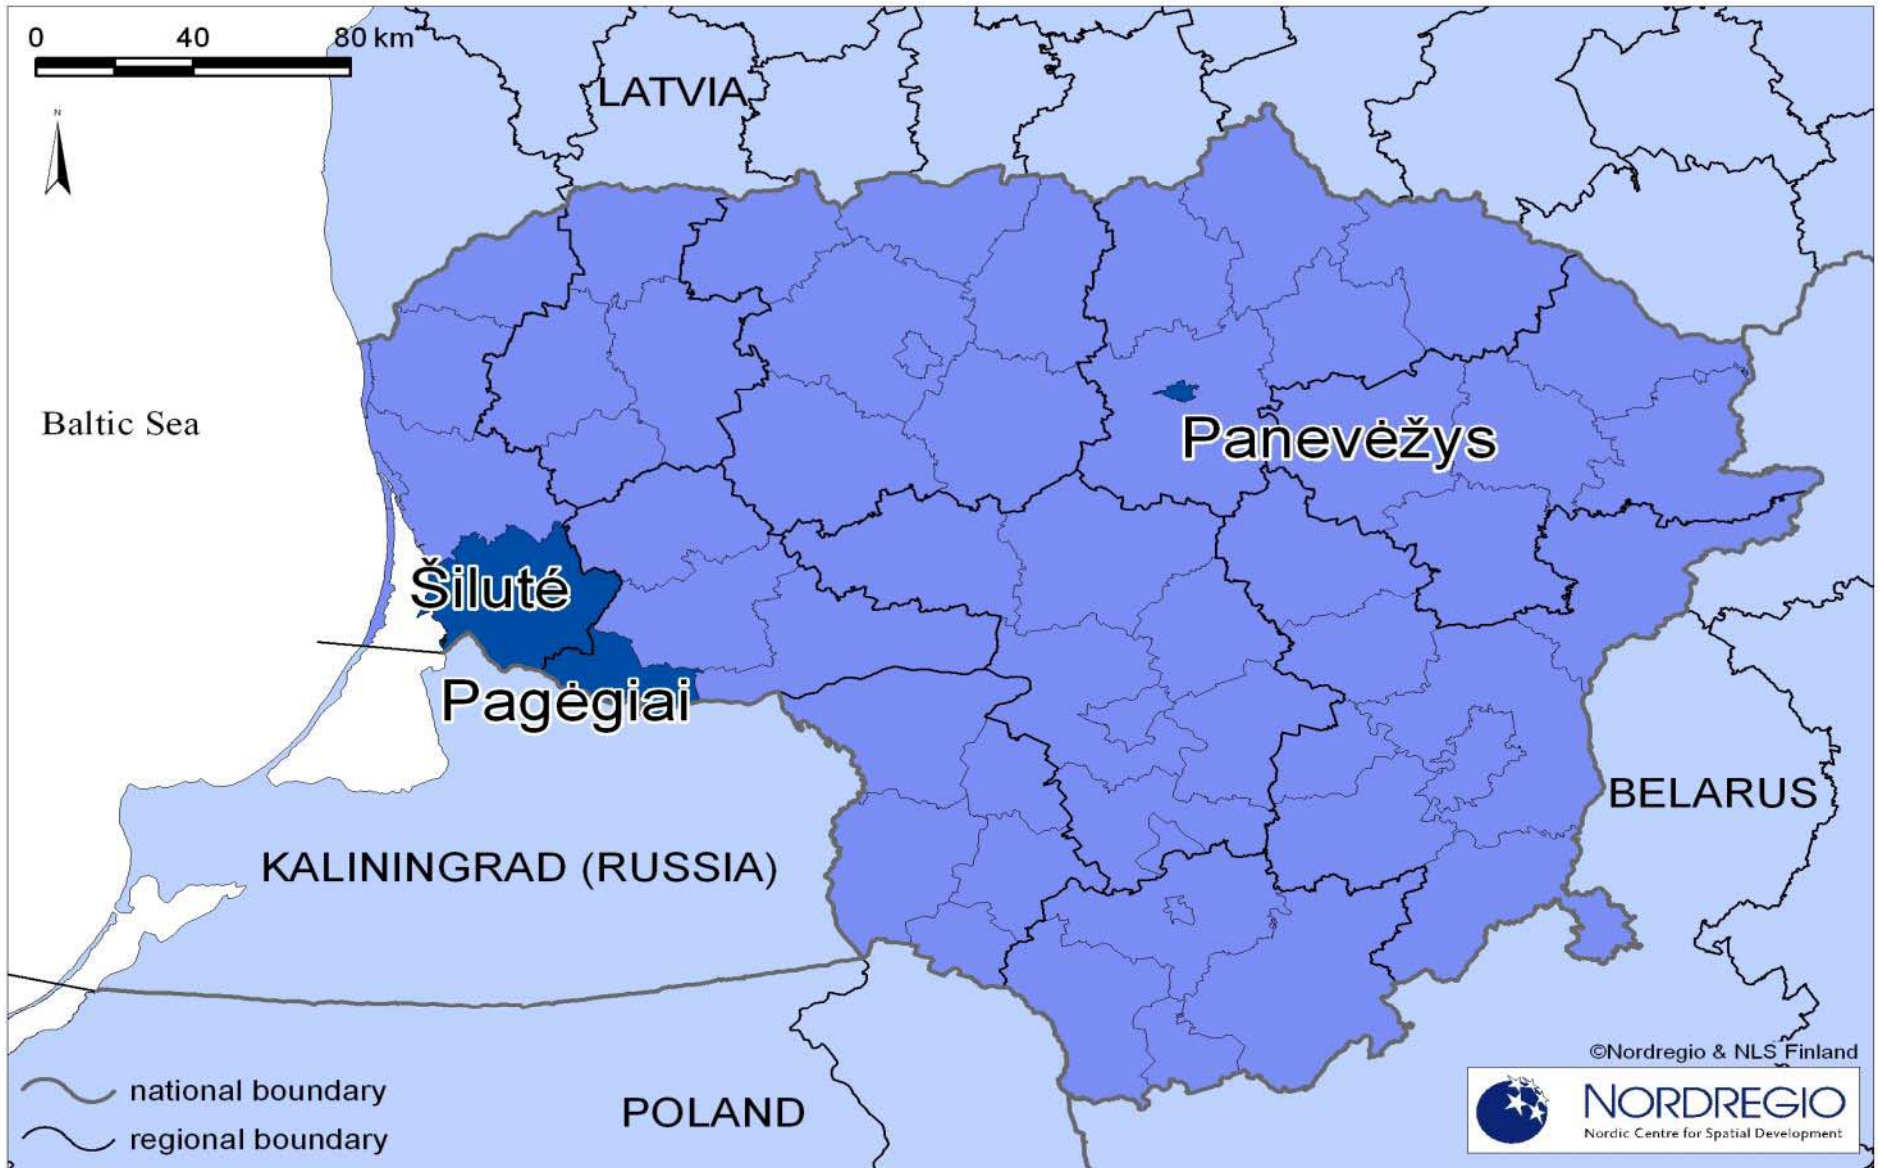 0 40 80 km
N
LATVIA
Baltic Sea
Panevėžys
Šiluté
Pagėgiai
BELARUS
KALININGRAD (RUSSIA)
©Nordregio & NLS Finland
national boundary
regional boundary
POLAND
NORDREGIO
Nordic Centre for Spatial Development